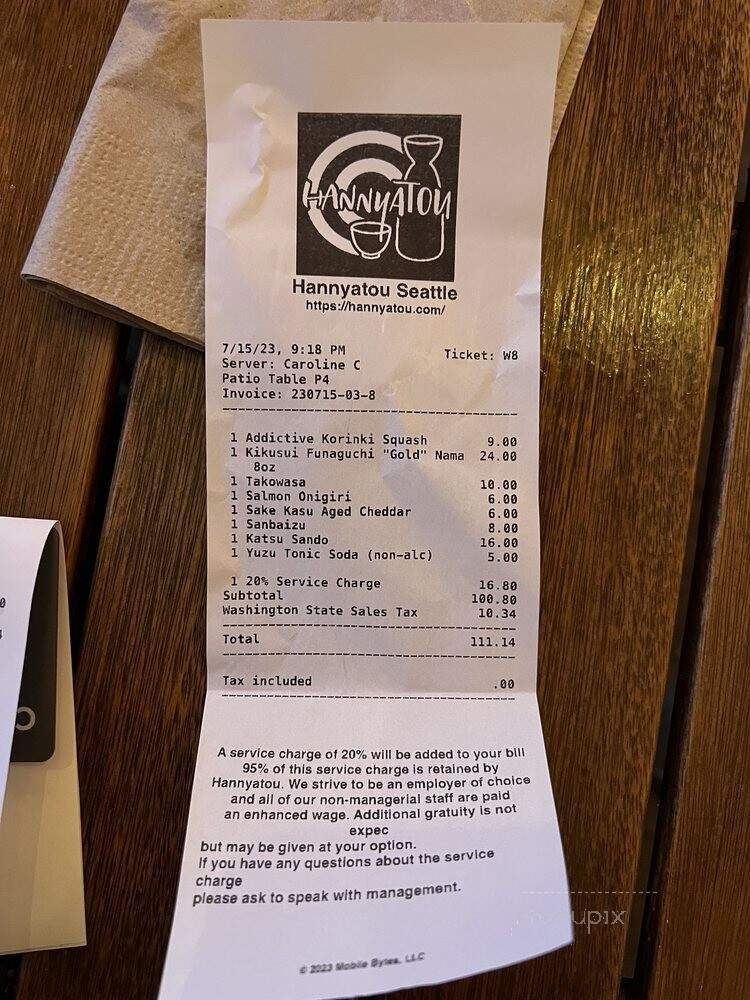 HANNYATOU
Hannyatou Seattle
https://hannyatou.com/
7/15/23, 9:18 PM
Ticket: W8
Server: Caroline C
Patio Table P4
Invoice: 230715-03-8
1 Addictive Korinki Squash 9.00
1 Kikusui Funaguchi "Gold" Nama 24.00
8oz
1 Takowasa 10.00
1 Salmon Onigiri 6.00
1 Sake Kasu Aged Cheddar 6.00
1 Sanbaizu 8.00
1 Katsu Sando 16.00
1 Yuzu Tonic Soda (non-alc) 5.00
1 20% Service Charge 16.80
Subtotal 100.80
Washington State Sales Tax 10.34
Total 111.14
Tax included .00
A service charge of 20% will be added to your bill
95% of this service charge is retained by
Hannyatou. We strive to be an employer of choice
and all of our non-managerial staff are paid
an enhanced wage. Additional gratuity is not
expec
but may be given at your option.
If you have any questions about the service
charge
please ask to speak with management.
© 2023 Mobile Bytes, LLC